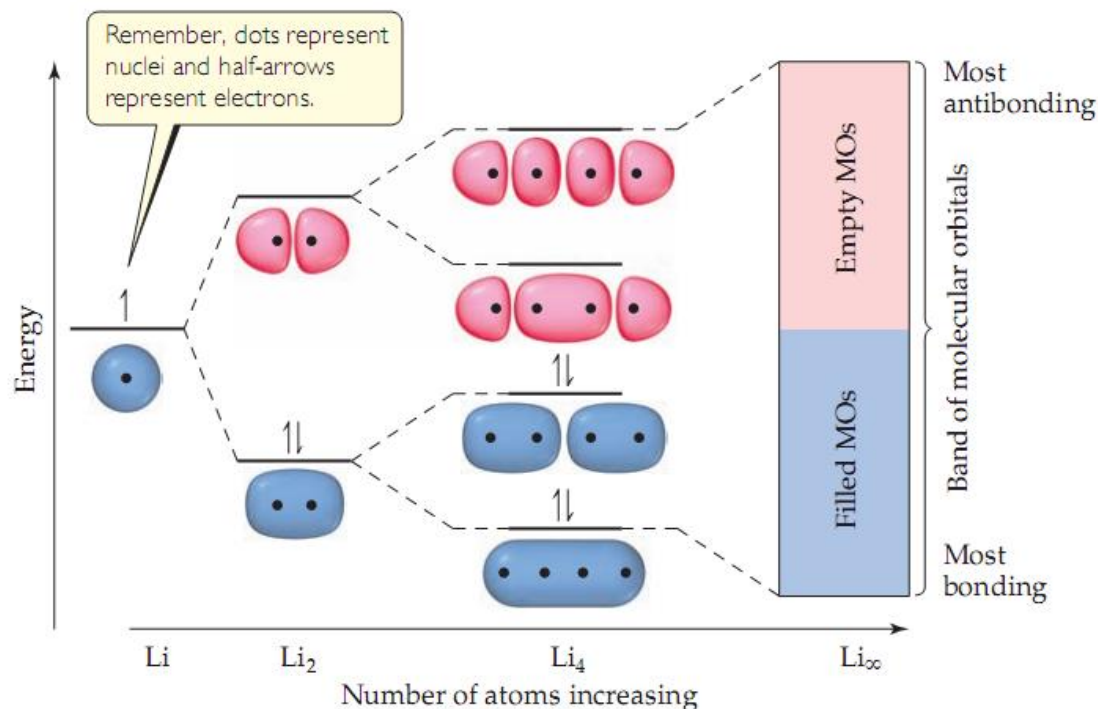 Remember, dots represent
nuclei and half-arrows
represent electrons.
Most
antibonding
Energy
Empty MOs
Filled MOs
Band of molecular orbitals
Most
bonding
Li
Li₂
Li₄
Li∞
Number of atoms increasing